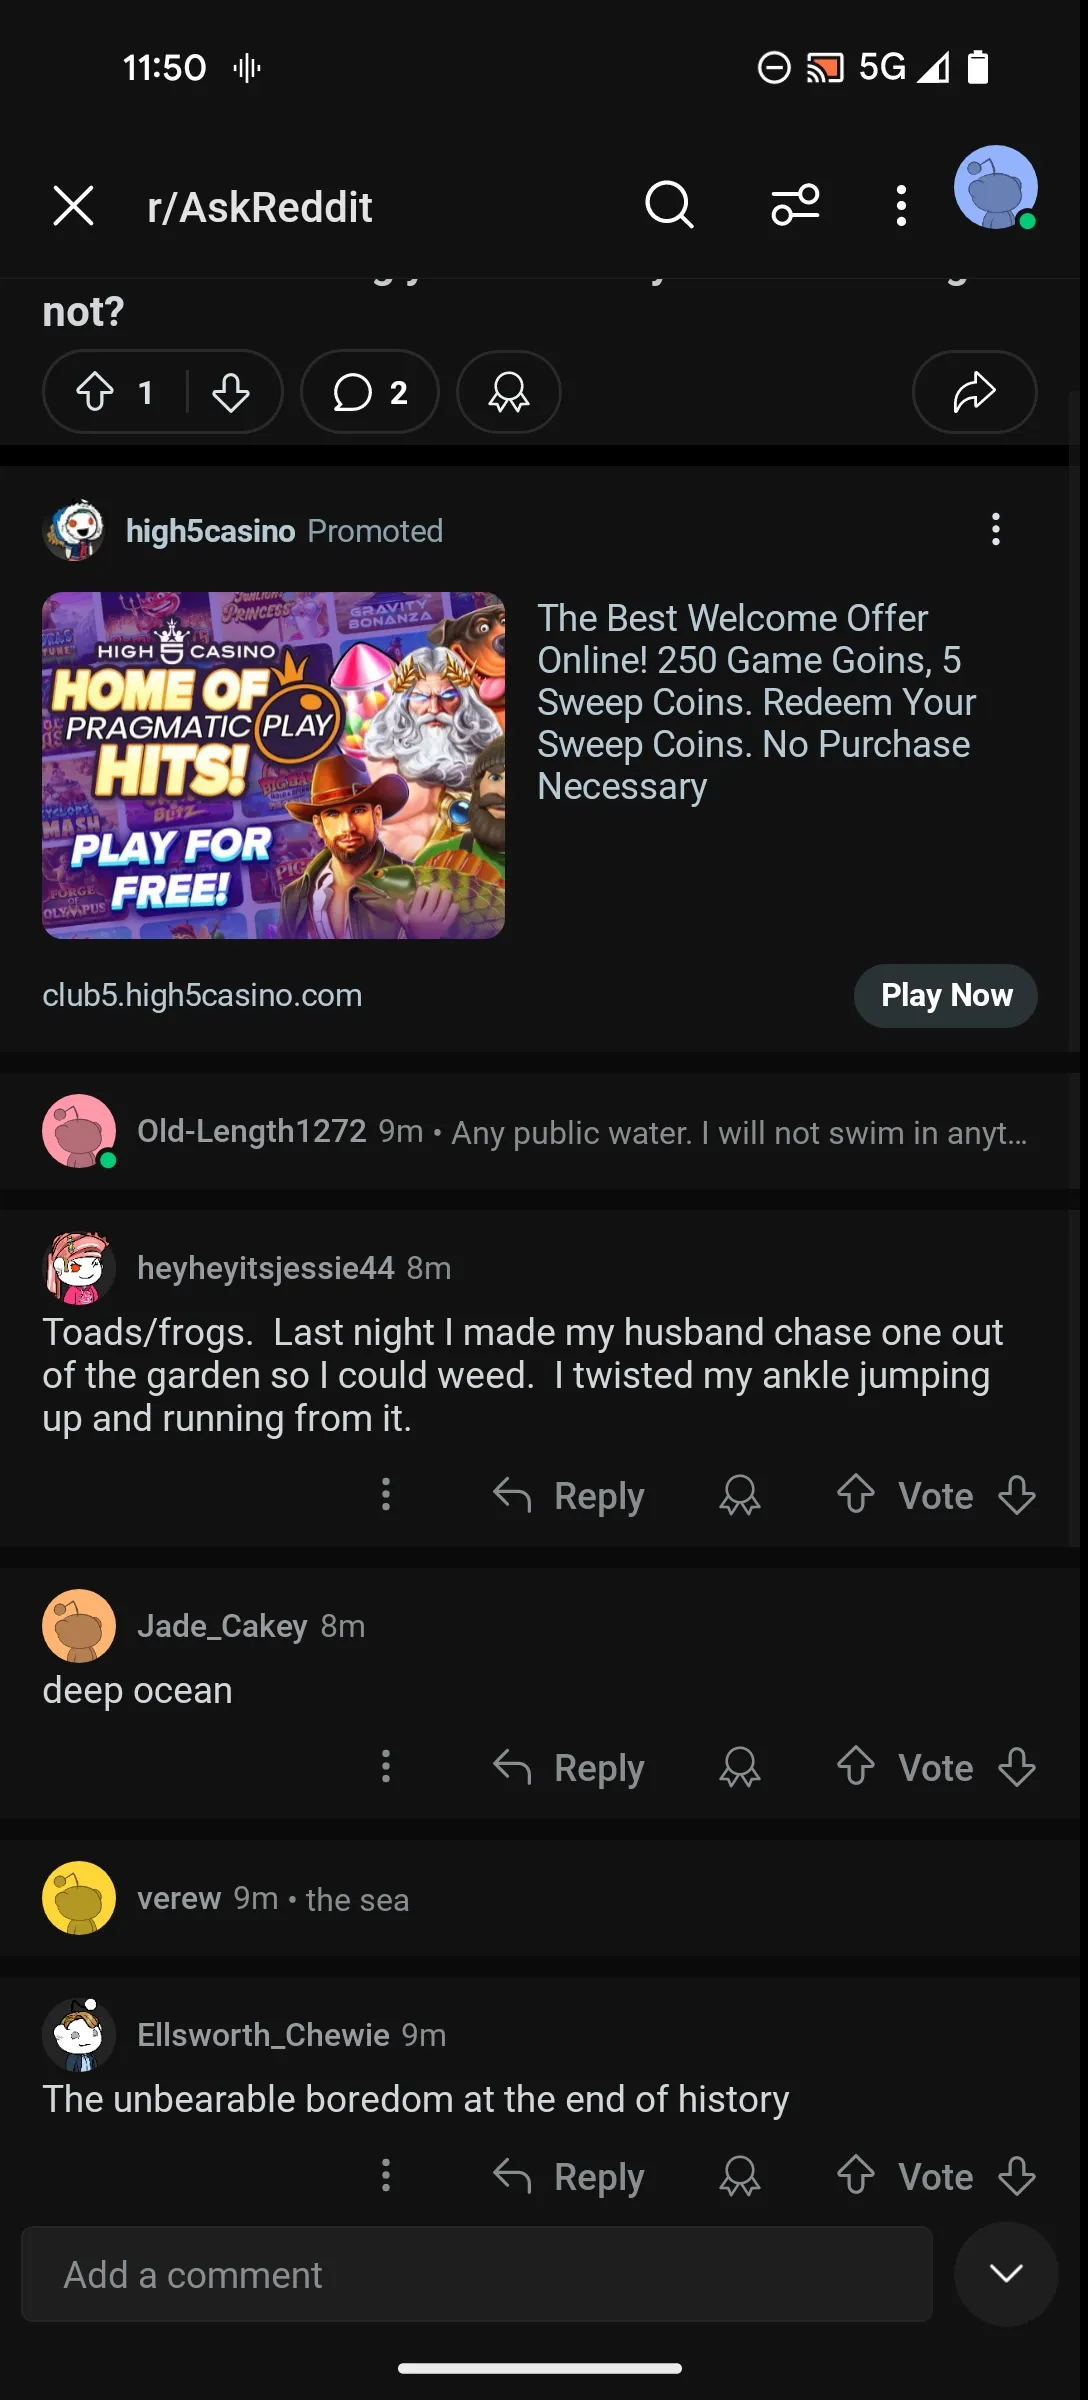 11:50
5G
r/AskReddit
not?
1
2
high5casino Promoted
HIGH 5 CASINO
HOME OF
PRAGMATIC PLAY
HITS!
PLAY FOR
FREE!
PRINCESS
GRAVITY
BONANZA
MASH
BLITZ
FORGE
OF
OLYMPUS
The Best Welcome Offer
Online! 250 Game Goins, 5
Sweep Coins. Redeem Your
Sweep Coins. No Purchase
Necessary
club5.high5casino.com
Play Now
Old-Length1272 9m • Any public water. I will not swim in anyt...
heyheyitsjessie44 8m
Toads/frogs.  Last night I made my husband chase one out
of the garden so I could weed.  I twisted my ankle jumping
up and running from it.
Reply
Vote
Jade_Cakey 8m
deep ocean
Reply
Vote
verew 9m • the sea
Ellsworth_Chewie 9m
The unbearable boredom at the end of history
Reply
Vote
Add a comment